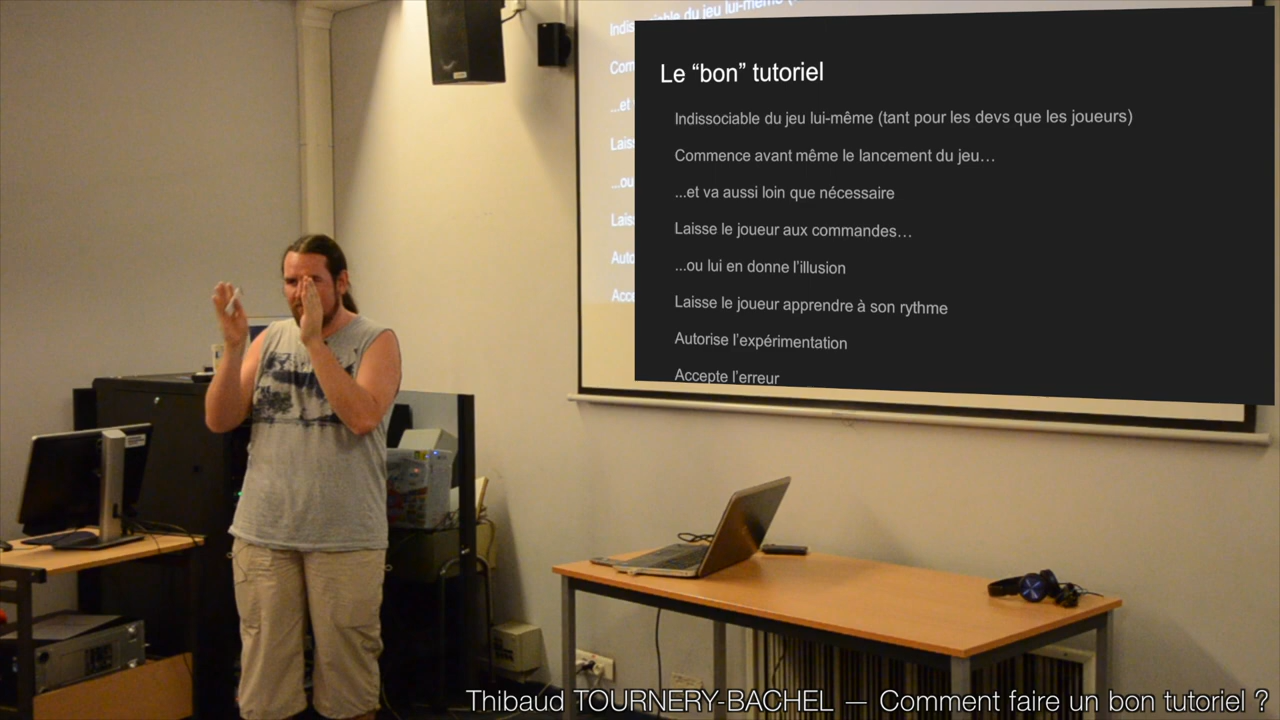 Le “bon” tutoriel
Indissociable du jeu lui-même (tant pour les devs que les joueurs)
Commence avant même le lancement du jeu…
...et va aussi loin que nécessaire
Laisse le joueur aux commandes…
...ou lui en donne l’illusion
Laisse le joueur apprendre à son rythme
Autorise l’expérimentation
Accepte l’erreur
Thibaud TOURNERY-BACHEL — Comment faire un bon tutoriel ?